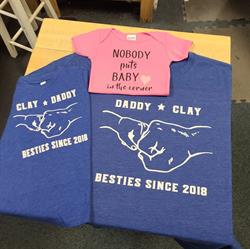 NOBODY
puts
BABY
in the corner
CLAY ★ DADDY
BESTIES SINCE 2018
DADDY ★ CLAY
BESTIES SINCE 2018